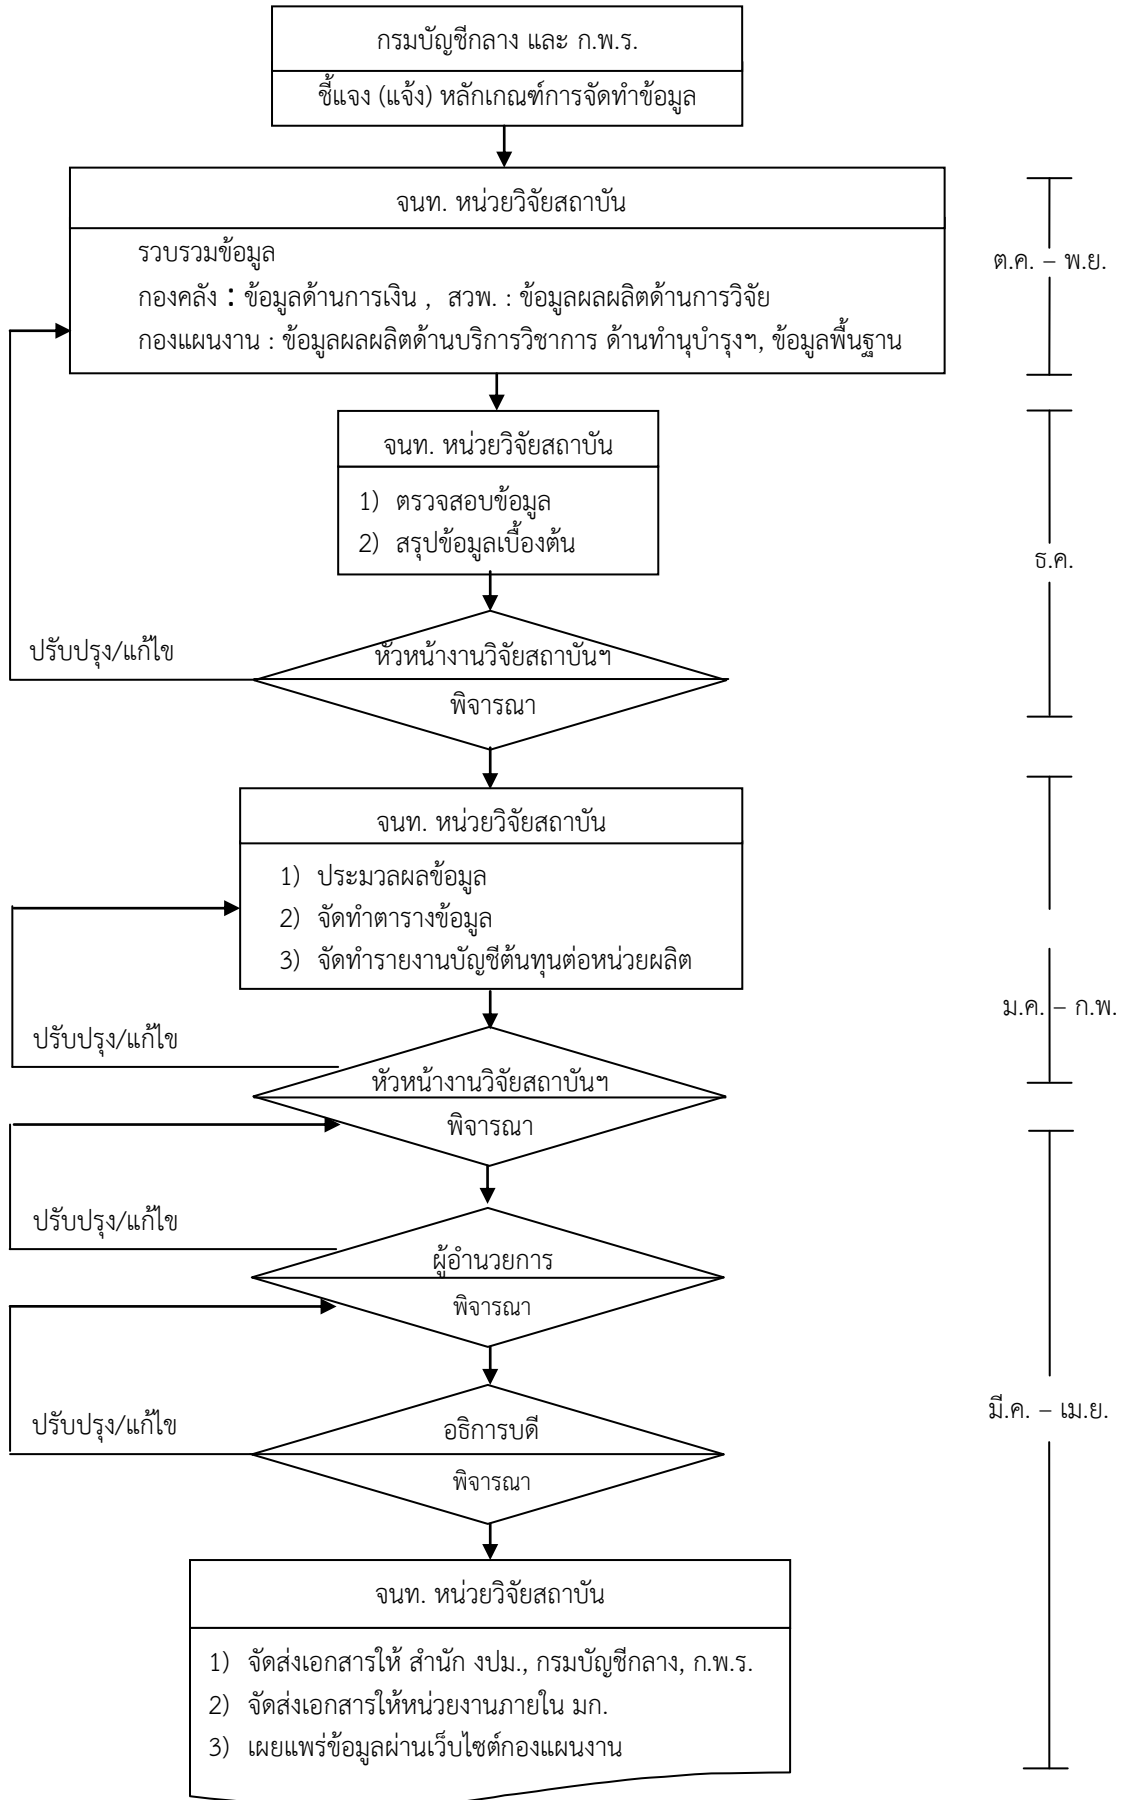 กรมบัญชีกลาง และ ก.พ.ร.
ชี้แจง (แจ้ง) หลักเกณฑ์การจัดทำข้อมูล
จนท. หน่วยวิจัยสถาบัน
รวบรวมข้อมูล
กองคลัง : ข้อมูลด้านการเงิน , สวพ. : ข้อมูลผลผลิตด้านการวิจัย
กองแผนงาน : ข้อมูลผลผลิตด้านบริการวิชาการ ด้านทำนุบำรุงฯ, ข้อมูลพื้นฐาน
ต.ค. – พ.ย.
จนท. หน่วยวิจัยสถาบัน
1) ตรวจสอบข้อมูล
2) สรุปข้อมูลเบื้องต้น
ธ.ค.
ปรับปรุง/แก้ไข
หัวหน้างานวิจัยสถาบันฯ
พิจารณา
จนท. หน่วยวิจัยสถาบัน
1) ประมวลผลข้อมูล
2) จัดทำตารางข้อมูล
3) จัดทำรายงานบัญชีต้นทุนต่อหน่วยผลิต
ม.ค. – ก.พ.
ปรับปรุง/แก้ไข
หัวหน้างานวิจัยสถาบันฯ
พิจารณา
ปรับปรุง/แก้ไข
ผู้อำนวยการ
พิจารณา
มี.ค. – เม.ย.
ปรับปรุง/แก้ไข
อธิการบดี
พิจารณา
จนท. หน่วยวิจัยสถาบัน
1) จัดส่งเอกสารให้ สำนัก งปม., กรมบัญชีกลาง, ก.พ.ร.
2) จัดส่งเอกสารให้หน่วยงานภายใน มก.
3) เผยแพร่ข้อมูลผ่านเว็บไซต์กองแผนงาน